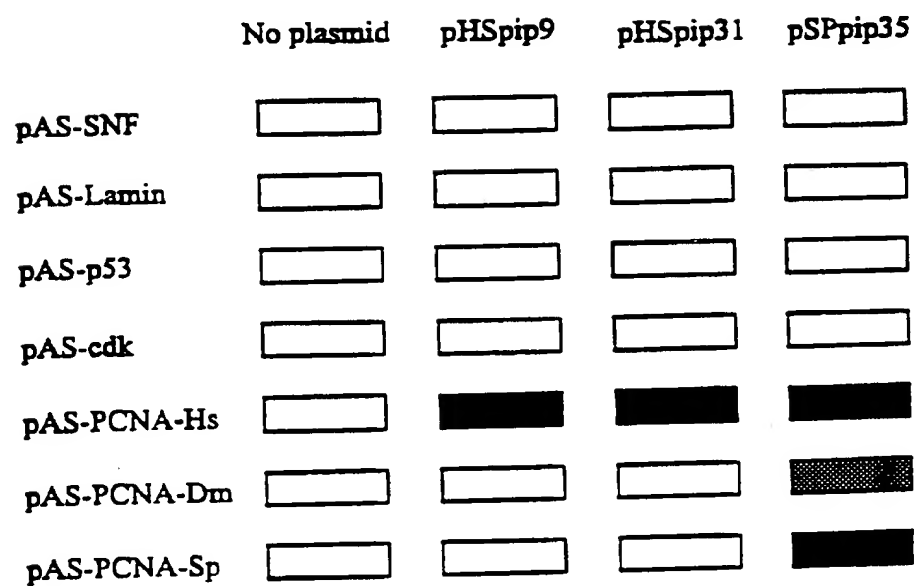 No plasmid pHSpip9 pHSpip31 pSPpip35
pAS-SNF
pAS-Lamin
pAS-p53
pAS-cdk
pAS-PCNA-Hs
pAS-PCNA-Dm
pAS-PCNA-Sp